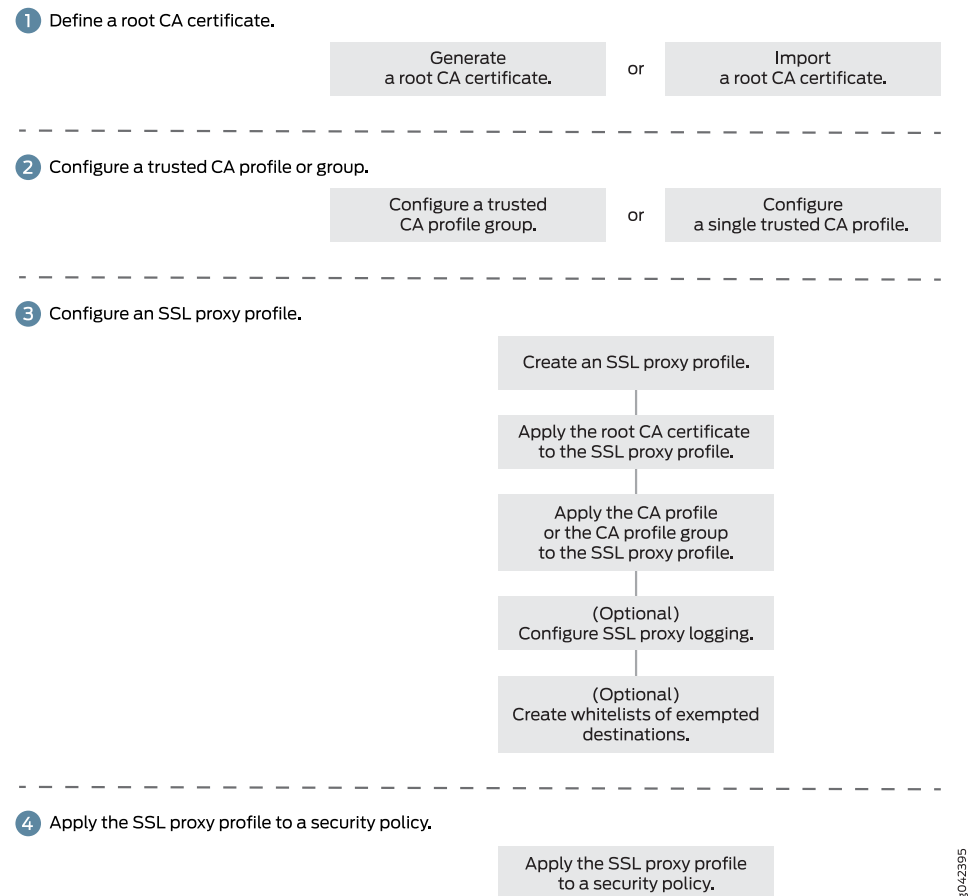 1 Define a root CA certificate.
Generate
a root CA certificate.
or
Import
a root CA certificate.
2 Configure a trusted CA profile or group.
Configure a trusted
CA profile group.
or
Configure
a single trusted CA profile.
3 Configure an SSL proxy profile.
Create an SSL proxy profile.
Apply the root CA certificate
to the SSL proxy profile.
Apply the CA profile
or the CA profile group
to the SSL proxy profile.
(Optional)
Configure SSL proxy logging.
(Optional)
Create whitelists of exempted
destinations.
4 Apply the SSL proxy profile to a security policy.
Apply the SSL proxy profile
to a security policy.
g042395